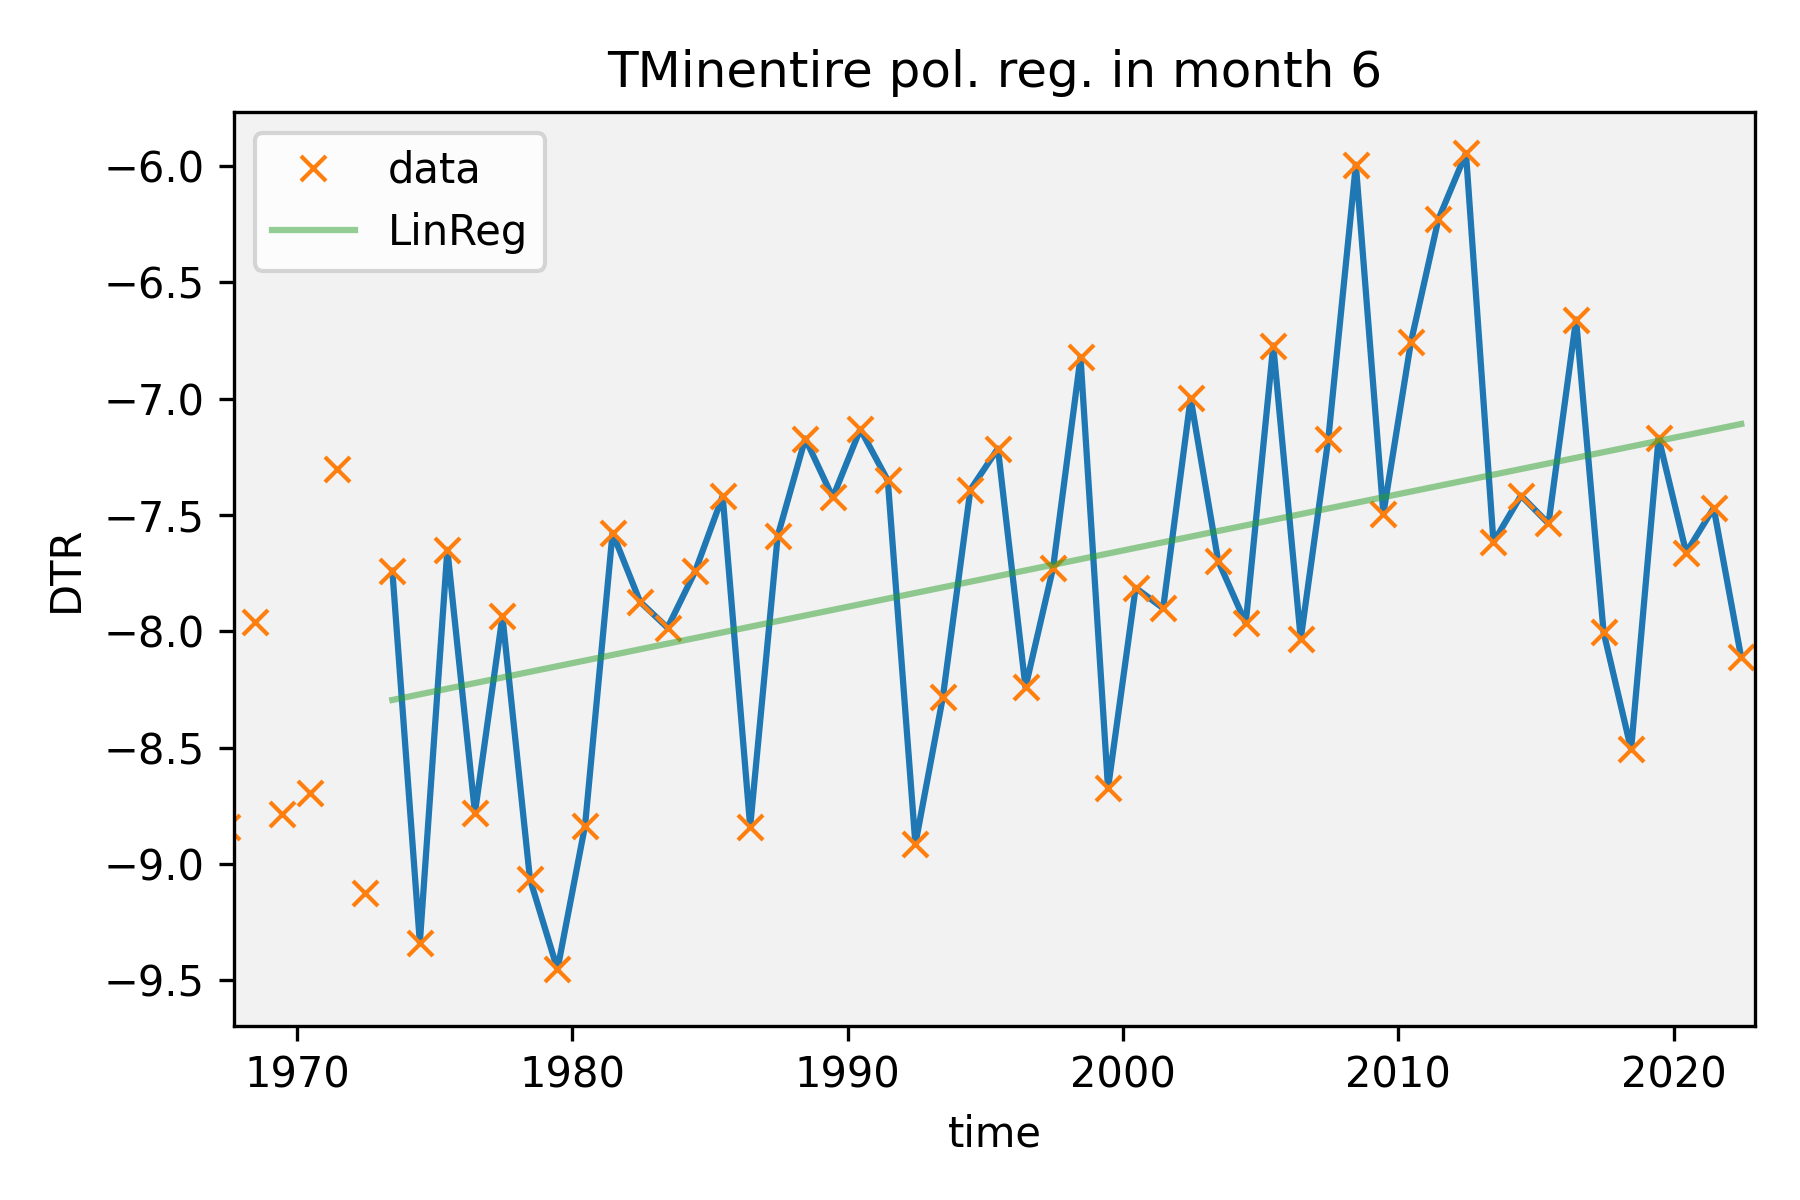 TMinentire pol. reg. in month 6
data
LinReg
−6.0
−6.5
−7.0
−7.5
−8.0
−8.5
−9.0
−9.5
DTR
1970 1980 1990 2000 2010 2020
time